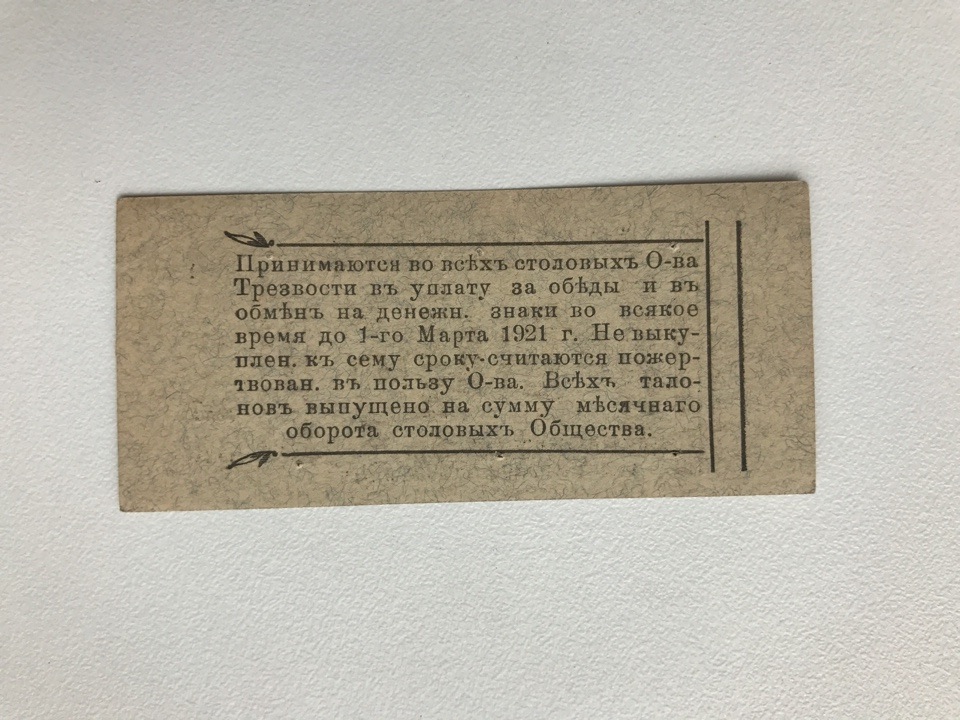 Принимаются во всѣхъ столовыхъ О-ва
Трезвости въ уплату за обѣды и въ
обмѣнъ на денежн. знаки во всякое
время до 1-го Марта 1921 г. Не выку-
плен. къ сему сроку-считаются пожер-
твован. въ пользу О-ва. Всѣхъ тало-
новъ выпущено на сумму мѣсячнаго
оборота столовыхъ Общества.